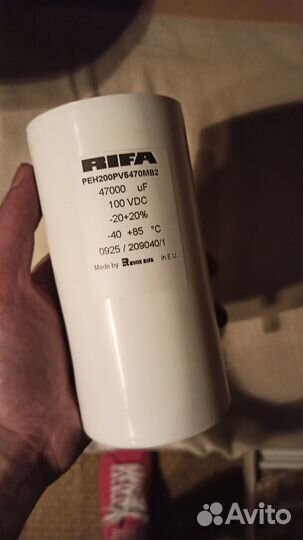 RIFA
PEH200PV5470MB2
47000 uF
100 VDC
-20+20%
-40 +85 °C
0925 / 209040/1
Made by EVOX RIFA in E.U.
Avito